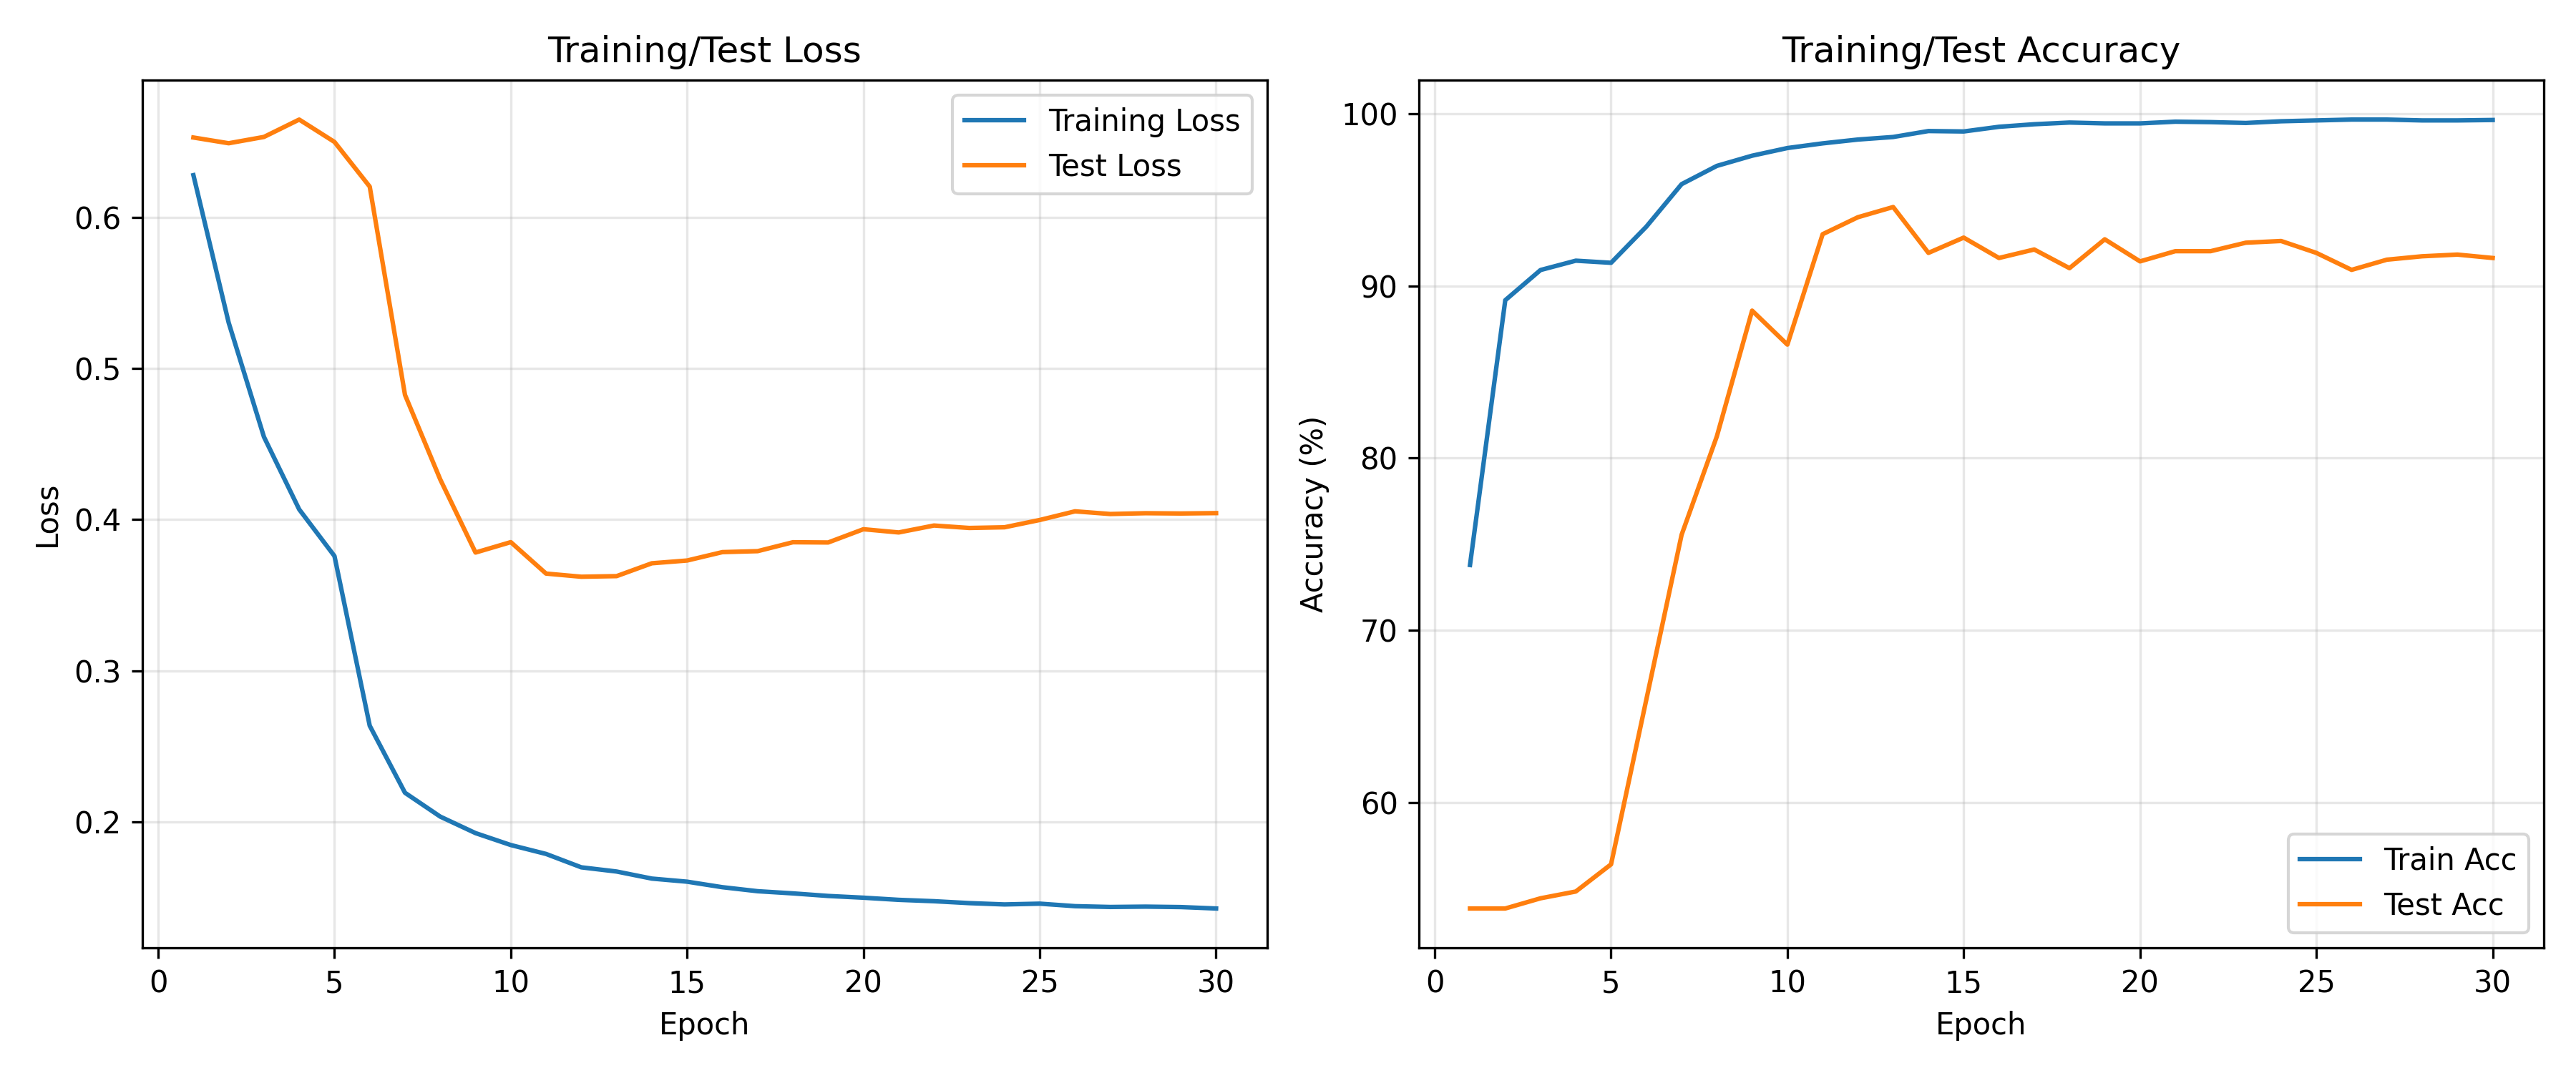 Training/Test Loss
Training Loss
Test Loss
0.6
0.5
0.4
0.3
0.2
Loss
0 5 10 15 20 25 30
Epoch
Training/Test Accuracy
100
90
80
70
60
Accuracy (%)
Train Acc
Test Acc
0 5 10 15 20 25 30
Epoch